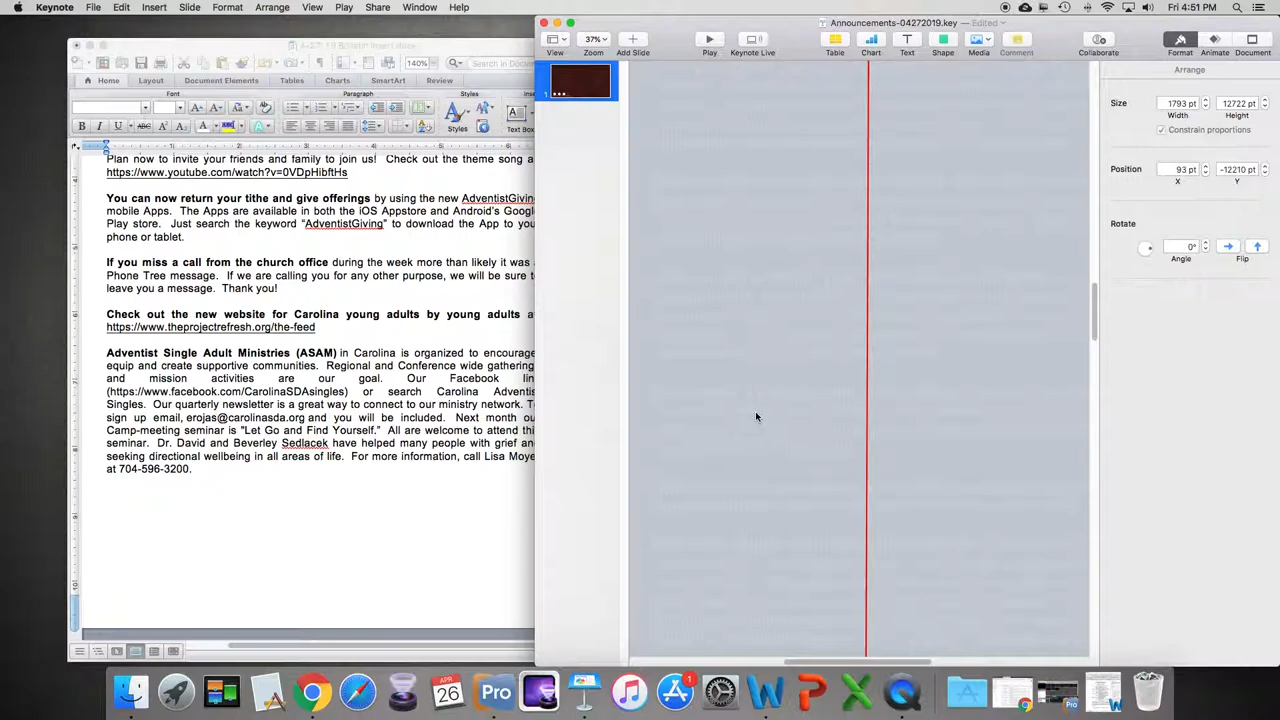 Keynote File Edit Insert Slide Format Arrange View Play Share Window Help
Fri 4:51 PM
Announcements-04272019.key — Edited
140%
Search in Docum
Home Layout Document Elements Tables Charts SmartArt Review
Font Paragraph Styles
Styles
Text Box
37%
View Zoom Add Slide Play Keynote Live Table Chart Text Shape Media Comment Collaborate Format Animate Document
Arrange
Size 1793 pt 12722 pt
Width Height
Constrain proportions
Position 93 pt -12210 pt
X Y
Rotate
0°
Angle Flip
1
Plan now to invite your friends and family to join us! Check out the theme song a
https://www.youtube.com/watch?v=0VDpHibftHs
You can now return your tithe and give offerings by using the new AdventistGivin
mobile Apps. The Apps are available in both the iOS Appstore and Android's Googl
Play store. Just search the keyword "AdventistGiving" to download the App to you
phone or tablet.
If you miss a call from the church office during the week more than likely it was
Phone Tree message. If we are calling you for any other purpose, we will be sure t
leave you a message. Thank you!
Check out the new website for Carolina young adults by young adults a
https://www.theprojectrefresh.org/the-feed
Adventist Single Adult Ministries (ASAM) in Carolina is organized to encourage
equip and create supportive communities. Regional and Conference wide gathering
and mission activities are our goal. Our Facebook lin
(https://www.facebook.com/CarolinaSDAsingles) or search Carolina Adventis
Singles. Our quarterly newsletter is a great way to connect to our ministry network. T
sign up email, erojas@carolinasda.org and you will be included. Next month ou
Camp-meeting seminar is "Let Go and Find Yourself." All are welcome to attend thi
seminar. Dr. David and Beverley Sedlacek have helped many people with grief an
seeking directional wellbeing in all areas of life. For more information, call Lisa Moye
at 704-596-3200.
APR
26
Pro
1